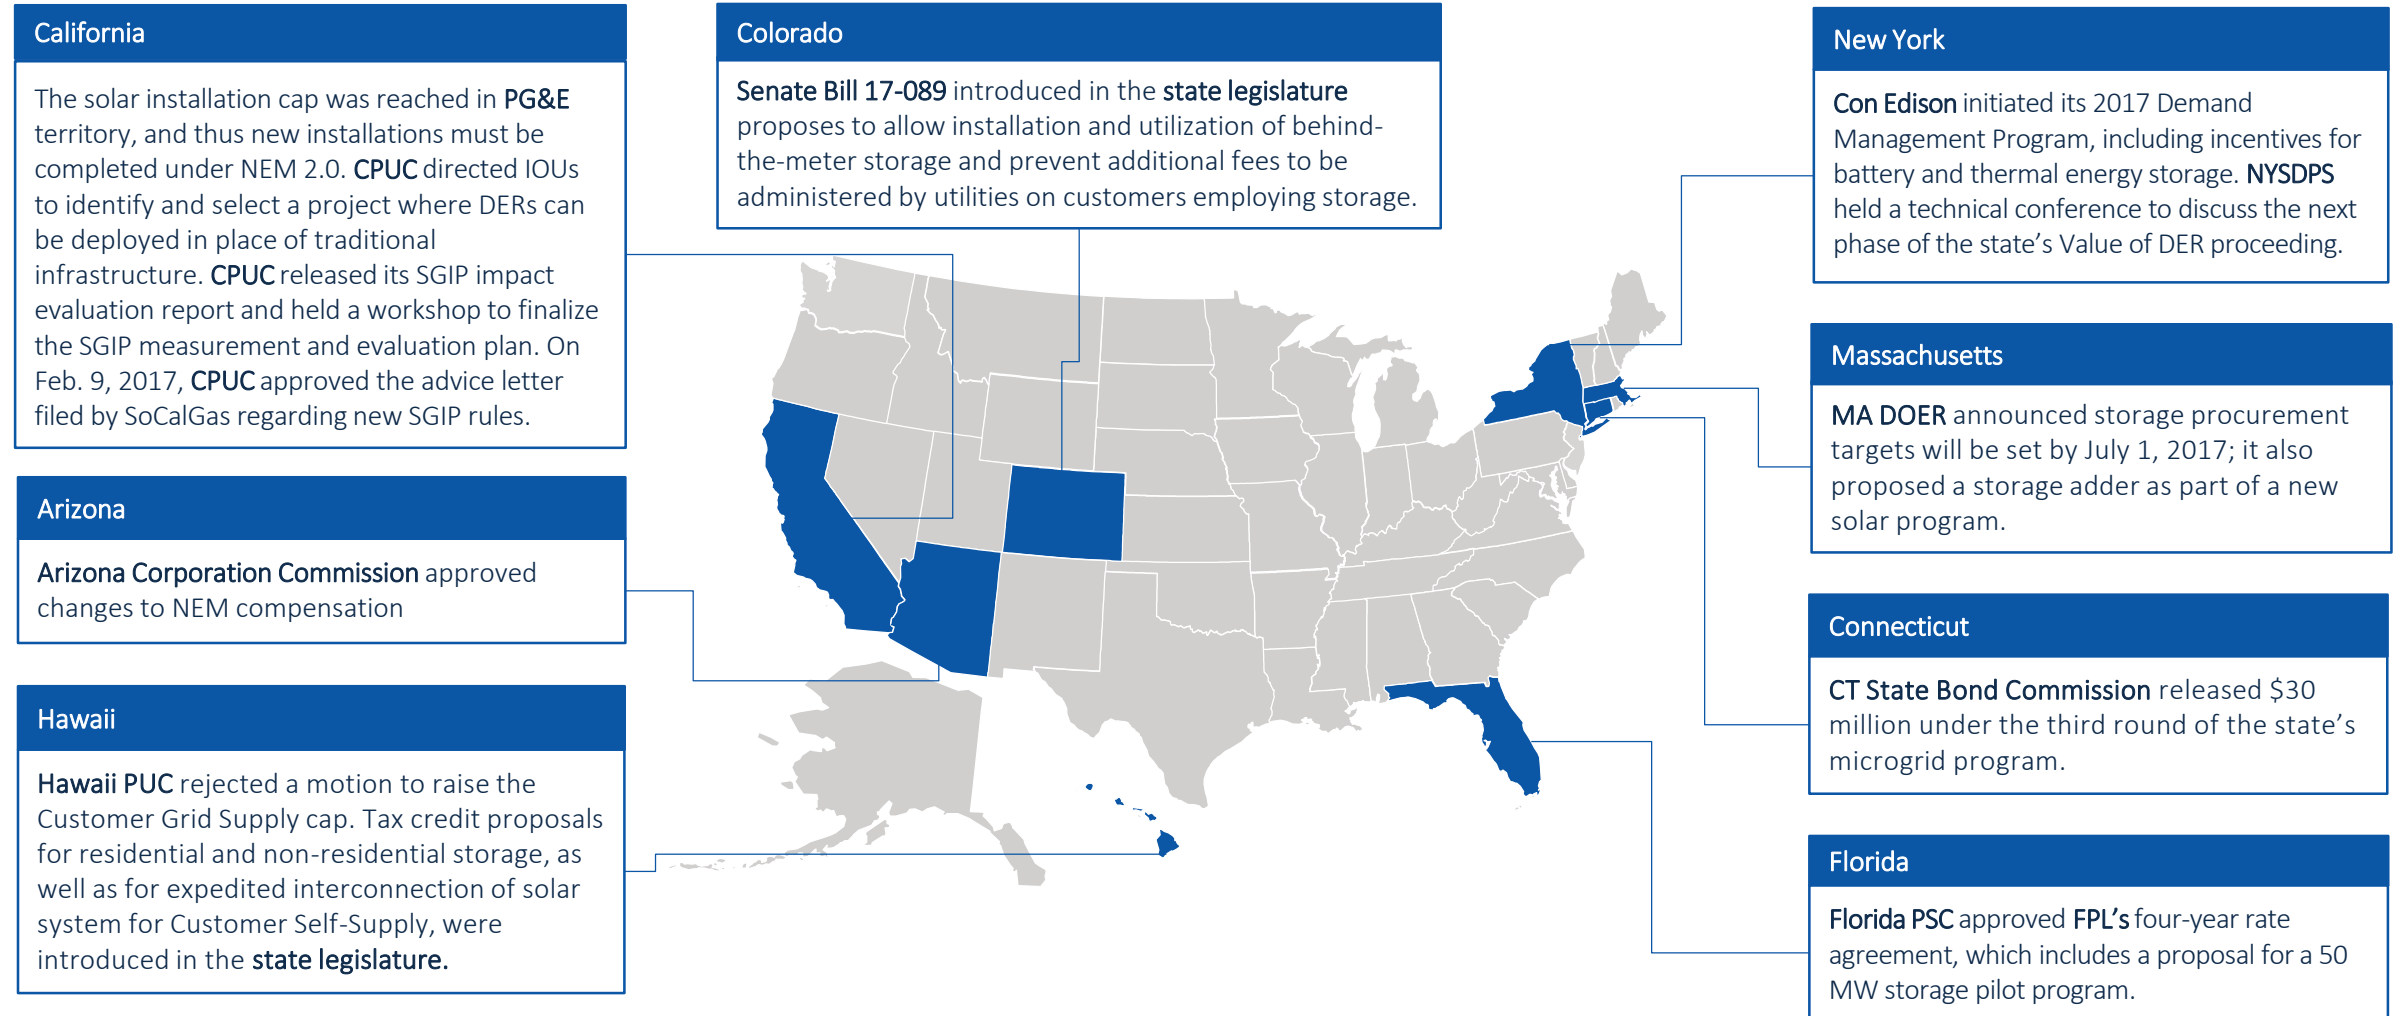 California
The solar installation cap was reached in PG&E
territory, and thus new installations must be
completed under NEM 2.0. CPUC directed IOUs
to identify and select a project where DERs can
be deployed in place of traditional
infrastructure. CPUC released its SGIP impact
evaluation report and held a workshop to finalize
the SGIP measurement and evaluation plan. On
Feb. 9, 2017, CPUC approved the advice letter
filed by SoCalGas regarding new SGIP rules.
Arizona
Arizona Corporation Commission approved
changes to NEM compensation
Hawaii
Hawaii PUC rejected a motion to raise the
Customer Grid Supply cap. Tax credit proposals
for residential and non-residential storage, as
well as for expedited interconnection of solar
system for Customer Self-Supply, were
introduced in the state legislature.
Colorado
Senate Bill 17-089 introduced in the state legislature
proposes to allow installation and utilization of behind-
the-meter storage and prevent additional fees to be
administered by utilities on customers employing storage.
New York
Con Edison initiated its 2017 Demand
Management Program, including incentives for
battery and thermal energy storage. NYSDPS
held a technical conference to discuss the next
phase of the state's Value of DER proceeding.
Massachusetts
MA DOER announced storage procurement
targets will be set by July 1, 2017; it also
proposed a storage adder as part of a new
solar program.
Connecticut
CT State Bond Commission released $30
million under the third round of the state's
microgrid program.
Florida
Florida PSC approved FPL's four-year rate
agreement, which includes a proposal for a 50
MW storage pilot program.